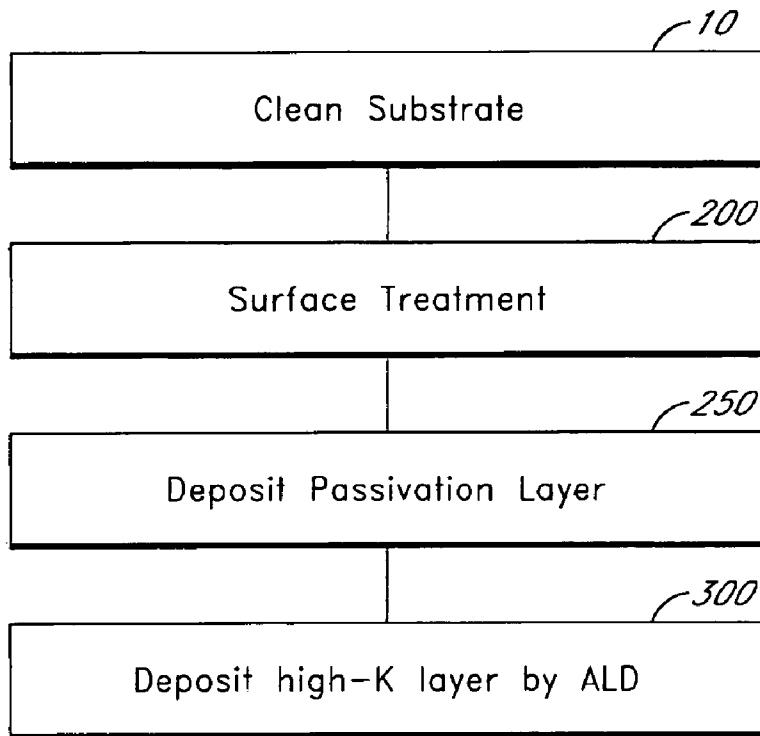 10
Clean Substrate
200
Surface Treatment
250
Deposit Passivation Layer
300
Deposit high-K layer by ALD